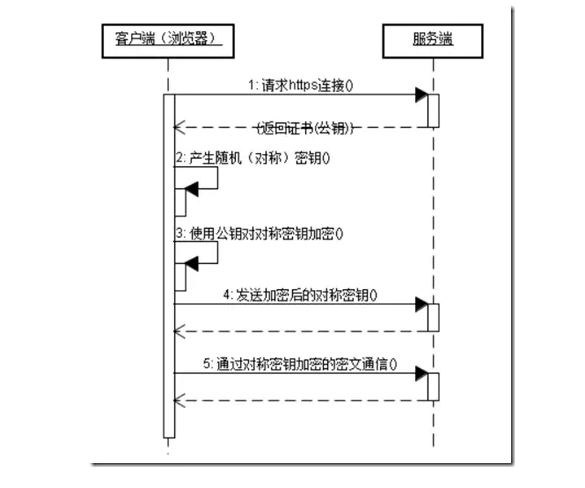 客户端（浏览器）
服务端
1: 请求https连接()
(返回证书(公钥))
2: 产生随机（对称）密钥()
3: 使用公钥对对称密钥加密()
4: 发送加密后的对称密钥()
5: 通过对称密钥加密的密文通信()